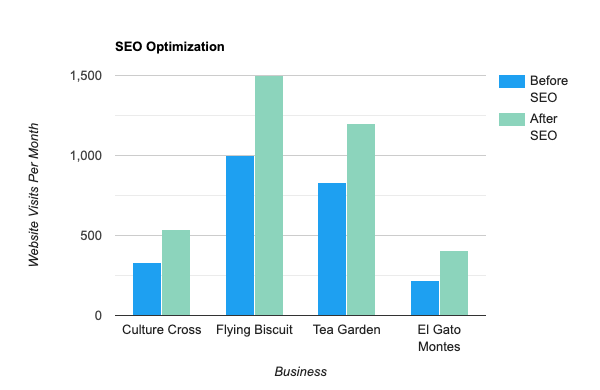 SEO Optimization
1,500
1,000
500
0
Website Visits Per Month
Before
SEO
After
SEO
Culture Cross
Flying Biscuit
Tea Garden
El Gato
Montes
Business